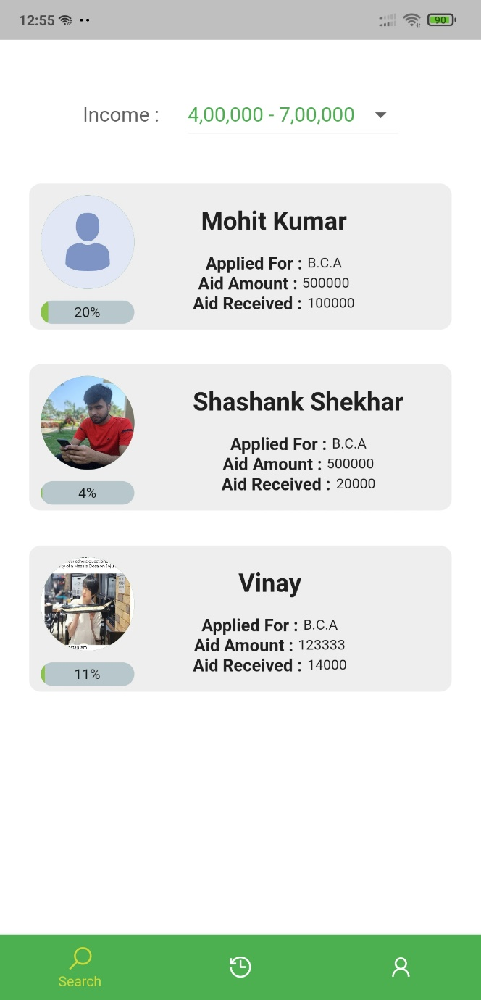 12:55
90
Income : 4,00,000 - 7,00,000
Mohit Kumar
Applied For : B.C.A
Aid Amount : 500000
Aid Received : 100000
20%
Shashank Shekhar
Applied For : B.C.A
Aid Amount : 500000
Aid Received : 20000
4%
Vinay
Applied For : B.C.A
Aid Amount : 123333
Aid Received : 14000
11%
Search